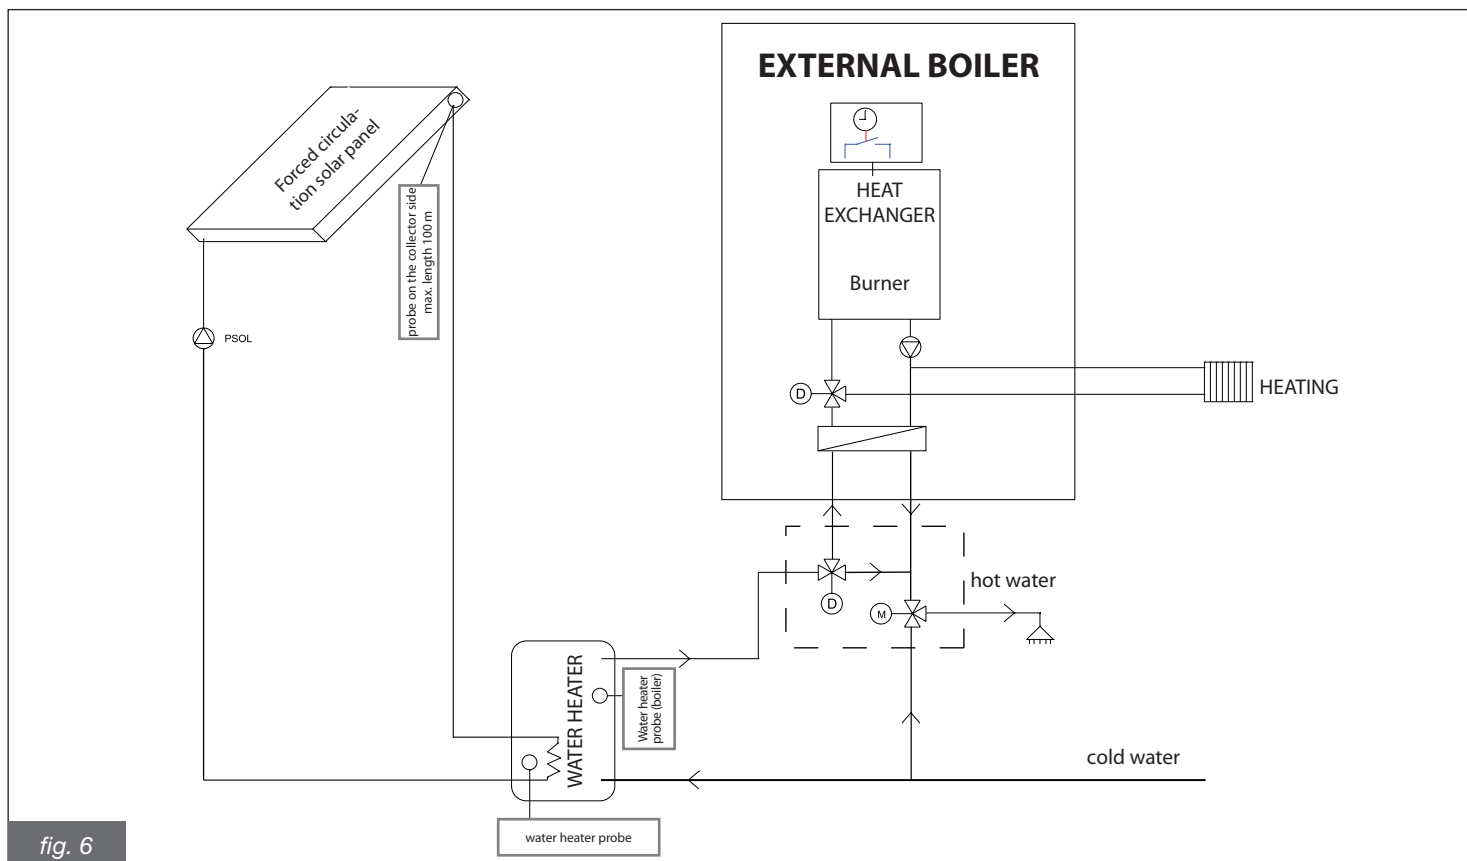 EXTERNAL BOILER
Forced circula-
tion solar panel
probe on the collector side
max. length 100 m
HEAT
EXCHANGER
Burner
PSOL
D
HEATING
D
M
hot water
WATER HEATER
Water heater
probe (boiler)
cold water
water heater probe
fig. 6